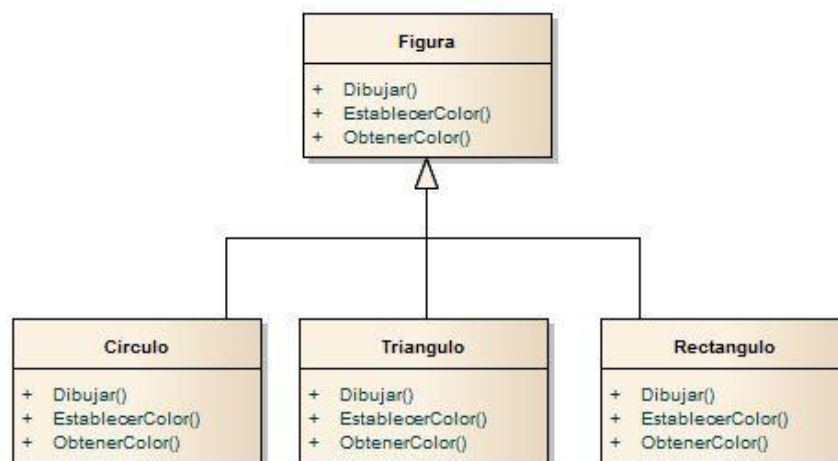 Figura
+ Dibujar()
+ EstablecerColor()
+ ObtenerColor()
Circulo
+ Dibujar()
+ EstablecerColor()
+ ObtenerColor()
Triangulo
+ Dibujar()
+ EstablecerColor()
+ ObtenerColor()
Rectangulo
+ Dibujar()
+ EstablecerColor()
+ ObtenerColor()